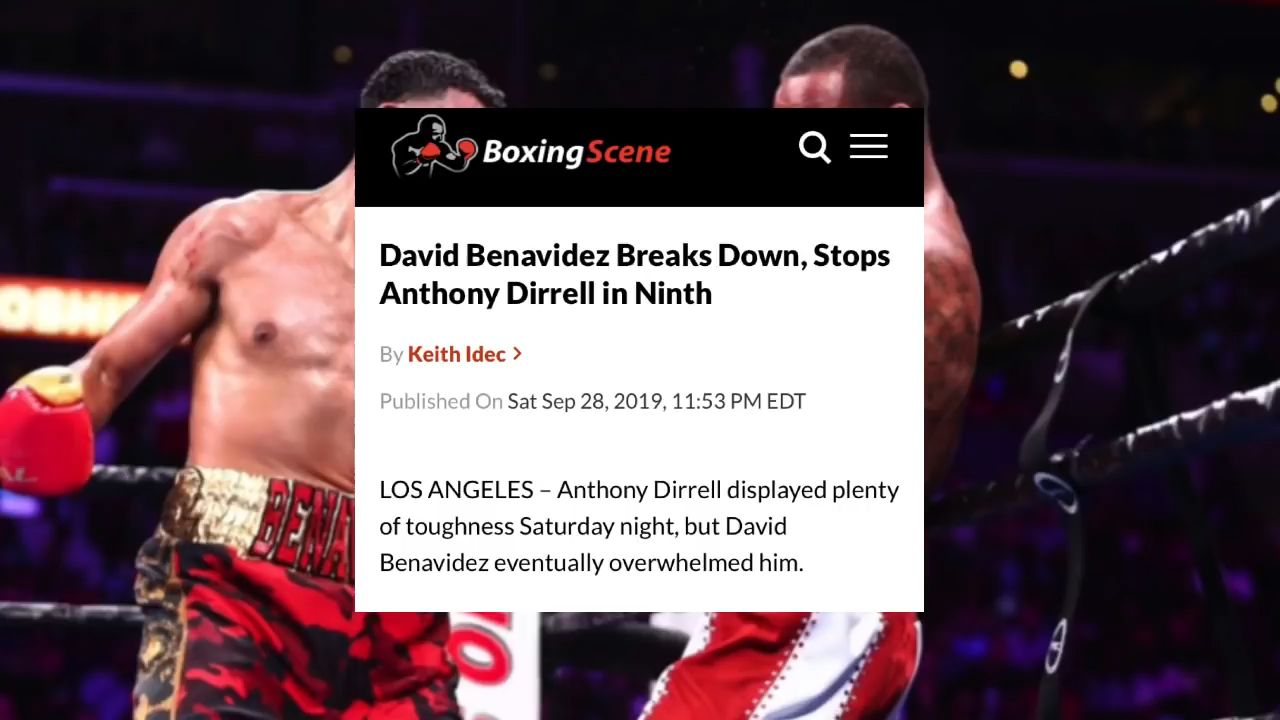 BoxingScene
David Benavidez Breaks Down, Stops
Anthony Dirrell in Ninth
By Keith Idec >
Published On Sat Sep 28, 2019, 11:53 PM EDT
LOS ANGELES – Anthony Dirrell displayed plenty
of toughness Saturday night, but David
Benavidez eventually overwhelmed him.
BENA